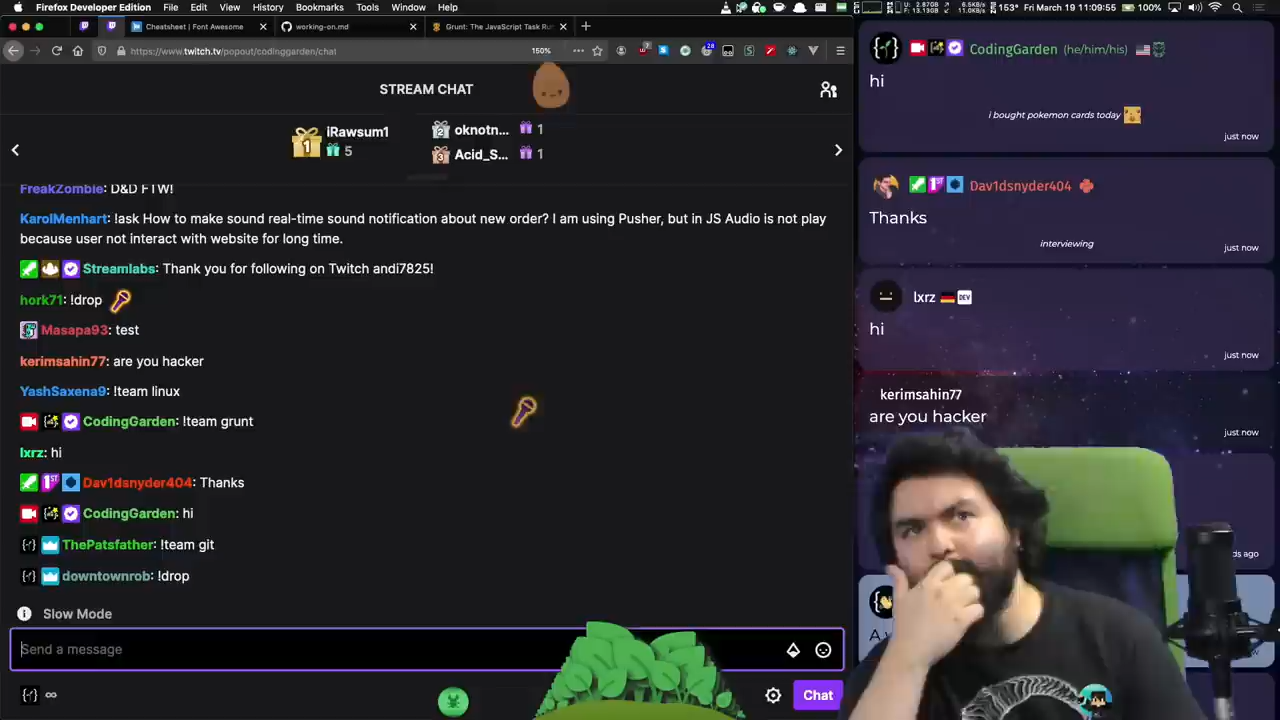 Firefox Developer Edition File Edit View History Bookmarks Tools Window Help
153° Fri March 11 11:09:55 100%
Cheatsheet | Font Awesome
working-on.md
Grunt: The JavaScript Task Run
https://www.twitch.tv/popout/codinggarden/chat
150%
STREAM CHAT
iRawsum1
5
oknotn... 1
Acid_S... 1
FreakZombie: D&D FTW!
KarolMenhart: !ask How to make sound real-time sound notification about new order? I am using Pusher, but in JS Audio is not play
because user not interact with website for long time.
Streamlabs: Thank you for following on Twitch andi7825!
hork71: !drop
Masapa93: test
kerimsahin77: are you hacker
YashSaxena9: !team linux
CodingGarden: !team grunt
lxrz: hi
Dav1dsnyder404: Thanks
CodingGarden: hi
ThePatsfather: !team git
downtownrob: !drop
Slow Mode
Send a message
∞
Chat
CodingGarden (he/him/his)
hi
i bought pokemon cards today
just now
Dav1dsnyder404
Thanks
interviewing
just now
lxrz DEV
hi
just now
kerimsahin77
are you hacker
just now